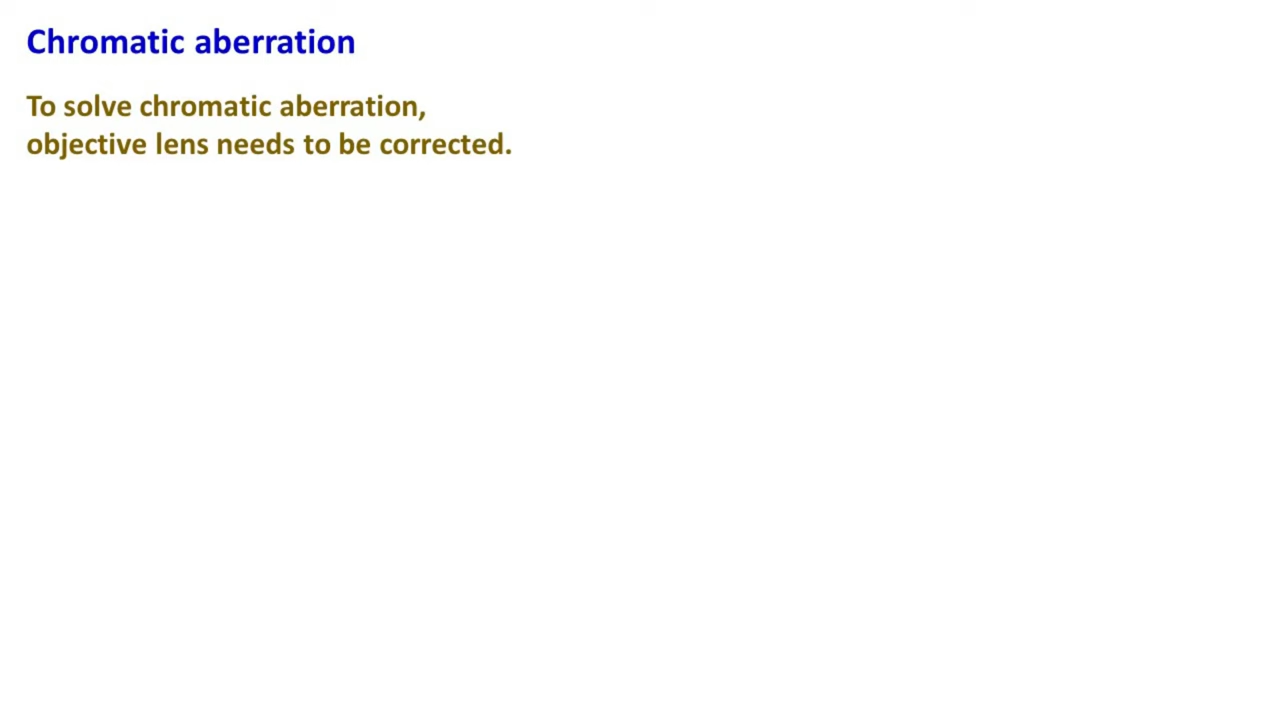 Chromatic aberration
To solve chromatic aberration,
objective lens needs to be corrected.